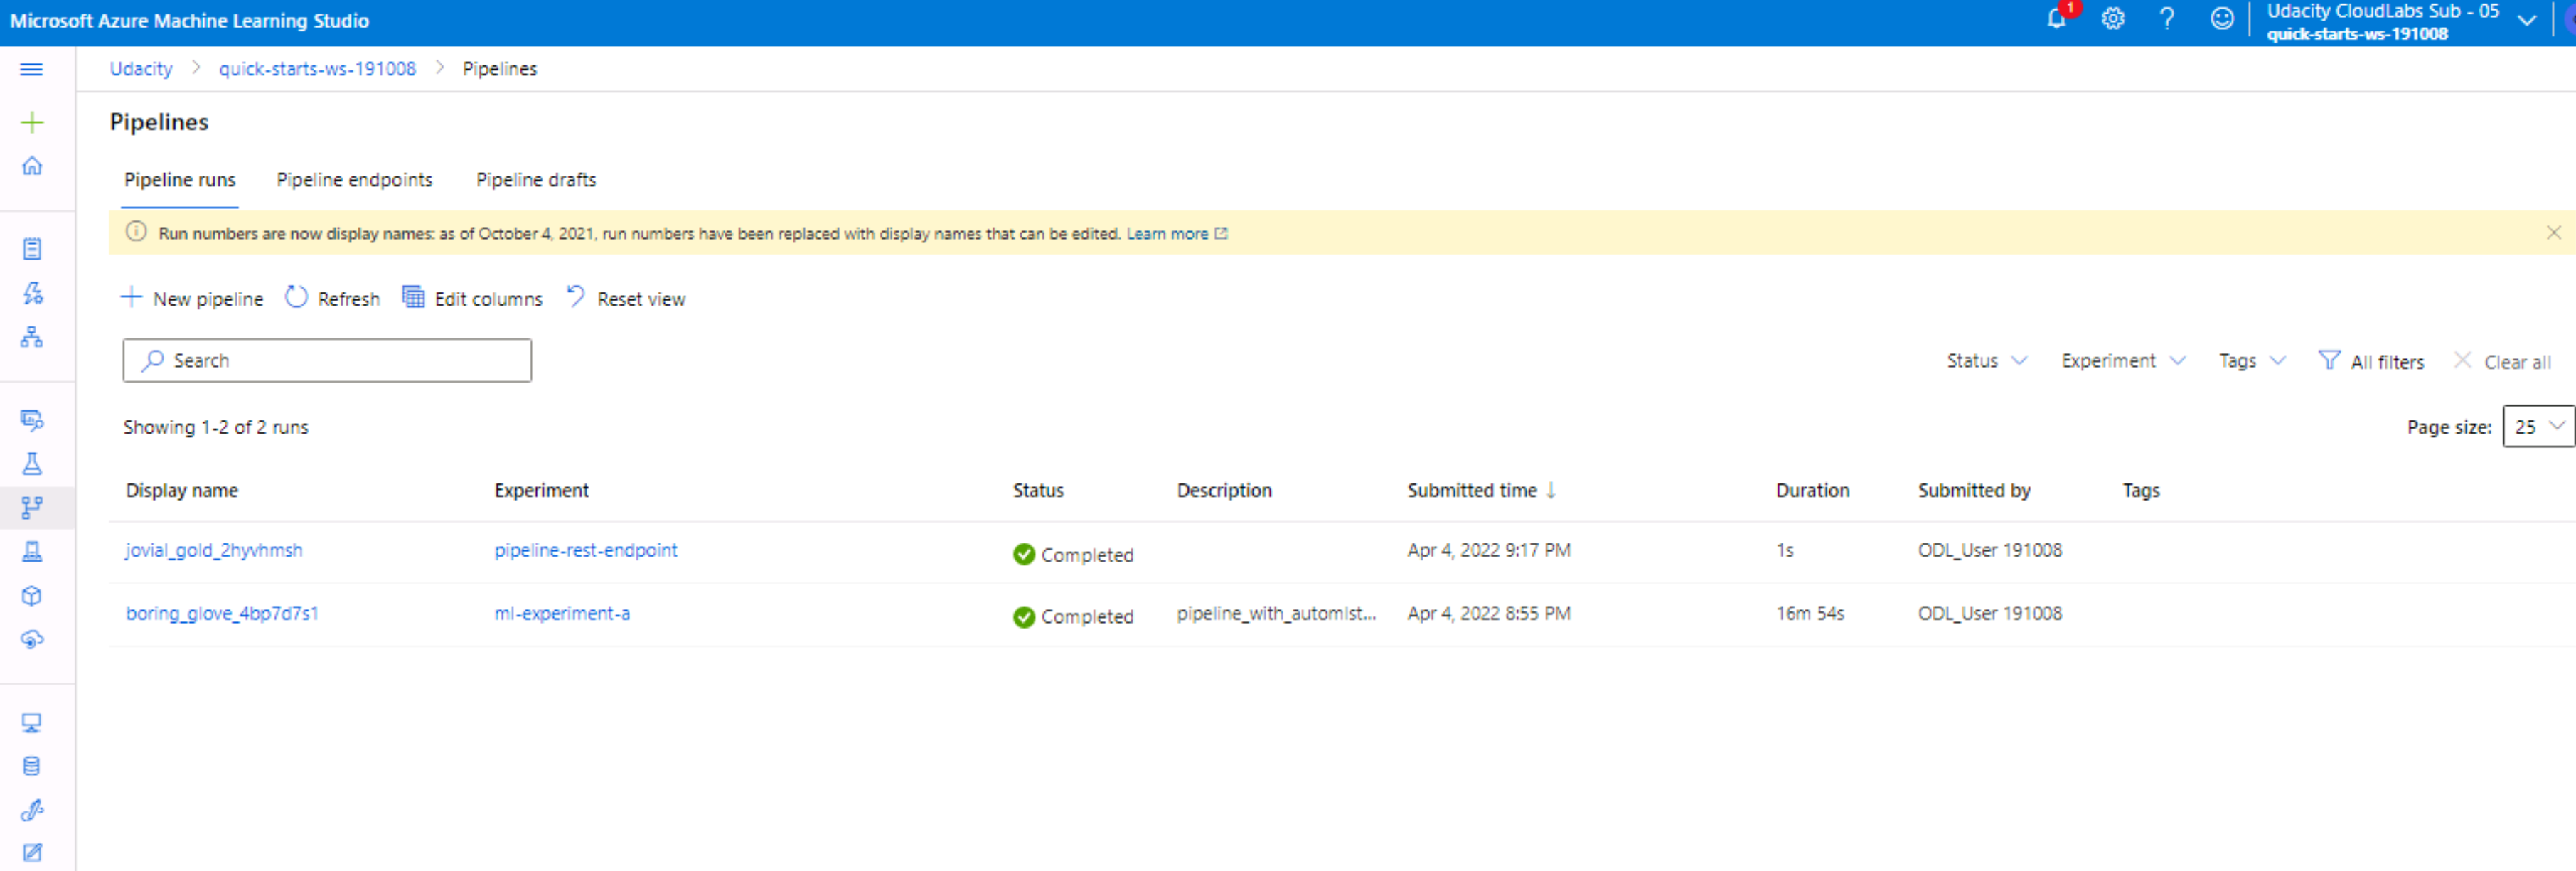 Microsoft Azure Machine Learning Studio
1
Udacity CloudLabs Sub - 05
quick-starts-ws-191008
Udacity > quick-starts-ws-191008 > Pipelines
Pipelines
Pipeline runs Pipeline endpoints Pipeline drafts
Run numbers are now display names: as of October 4, 2021, run numbers have been replaced with display names that can be edited. Learn more
New pipeline Refresh Edit columns Reset view
Search
Status Experiment Tags All filters Clear all
Showing 1-2 of 2 runs
Page size: 25
Display name Experiment Status Description Submitted time ↓ Duration Submitted by Tags
jovial_gold_2hyvhmsh pipeline-rest-endpoint Completed Apr 4, 2022 9:17 PM 1s ODL_User 191008
boring_glove_4bp7d7s1 ml-experiment-a Completed pipeline_with_automlst... Apr 4, 2022 8:55 PM 16m 54s ODL_User 191008